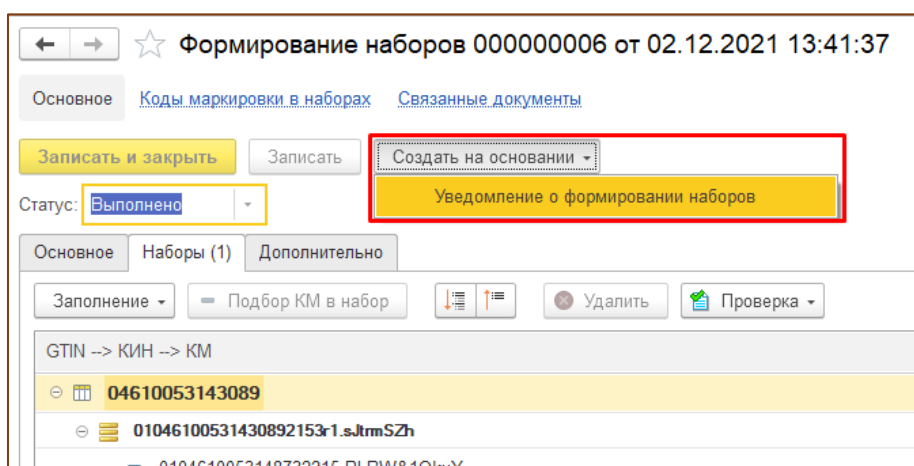 Формирование наборов 000000006 от 02.12.2021 13:41:37
Основное Коды маркировки в наборах Связанные документы
Записать и закрыть Записать Создать на основании
Уведомление о формировании наборов
Статус: Выполнено
Основное Наборы (1) Дополнительно
Заполнение Подбор КМ в набор Удалить Проверка
GTIN --> КИН --> КМ
04610053143089
01046100531430892153r1.sJtrmSZh